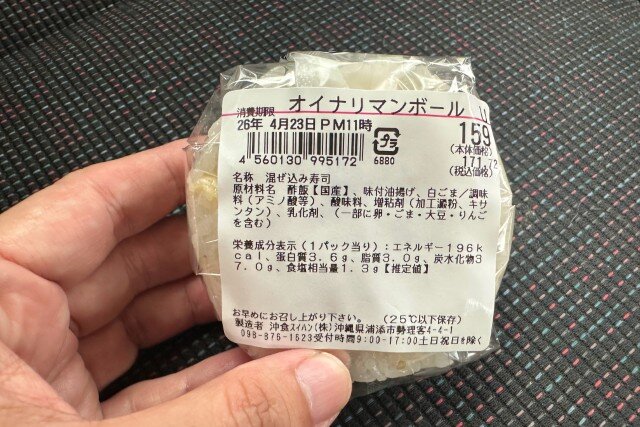 オイナリマンボール U
消費期限
26年 4月23日PM11時
159
(本体価格)
171.72
(税込価格)
プラ
4 560130 995172
6880
名称 混ぜ込み寿司
原材料名 酢飯【国産】、味付油揚げ、白ごま／調味
料(アミノ酸等)、酸味料、増粘剤(加工澱粉、キサ
ンタン)、乳化剤、(一部に卵・ごま・大豆・りんご
を含む)
栄養成分表示(1パック当り):エネルギー196k
cal、蛋白質3.6g、脂質3.0g、炭水化物3
7.0g、食塩相当量1.3g【推定値】
お早めにお召し上がり下さい。 (25℃以下保存)
製造者 沖食スイハン(株)沖縄県浦添市勢理客4-4-1
098-876-1523受付時間9:00-17:00土日祝日を除く